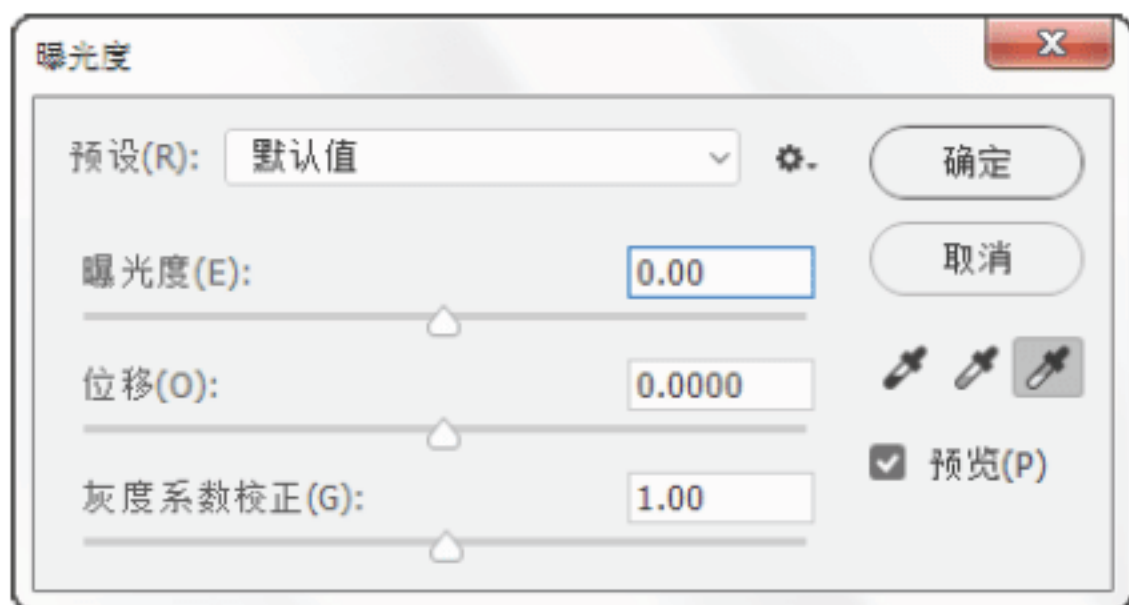 曝光度
预设(R): 默认值
确定
取消
曝光度(E): 0.00
位移(O): 0.0000
灰度系数校正(G): 1.00
预览(P)